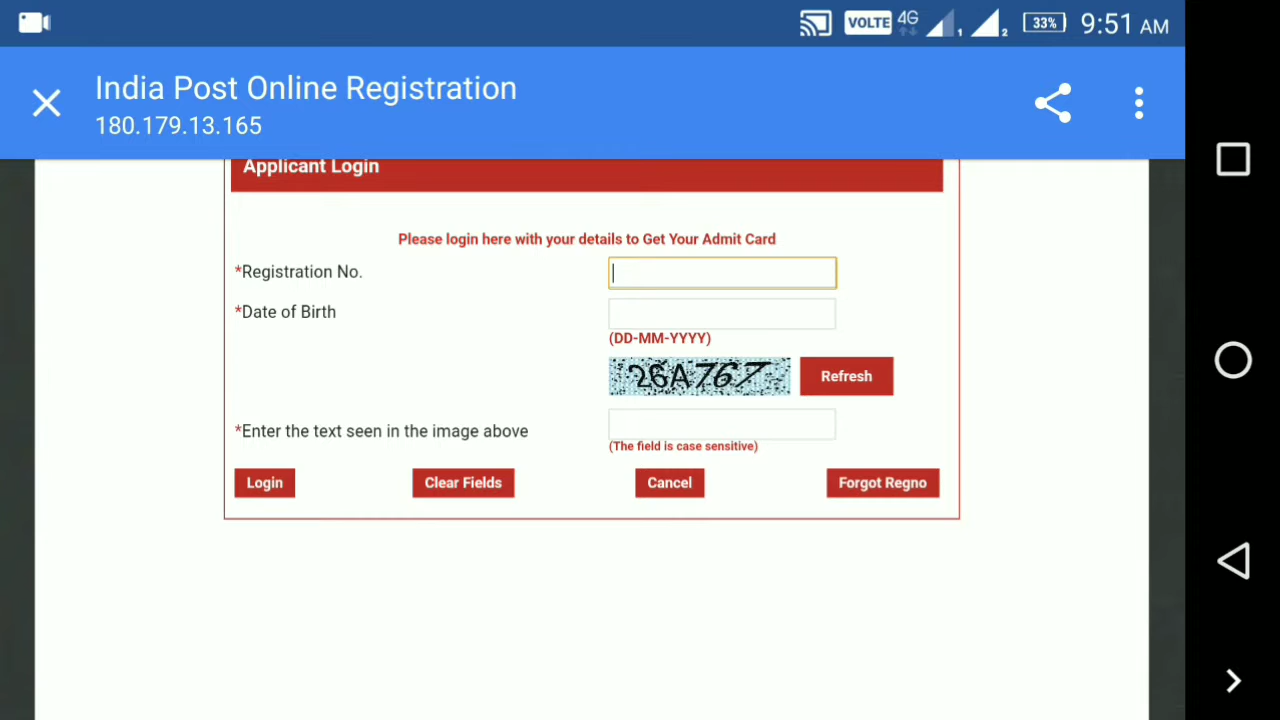 VOLTE 4G 1 2 33% 9:51 AM
India Post Online Registration
180.179.13.165
Applicant Login
Please login here with your details to Get Your Admit Card
*Registration No.
*Date of Birth
(DD-MM-YYYY)
26A767 Refresh
*Enter the text seen in the image above
(The field is case sensitive)
Login Clear Fields Cancel Forgot Regno